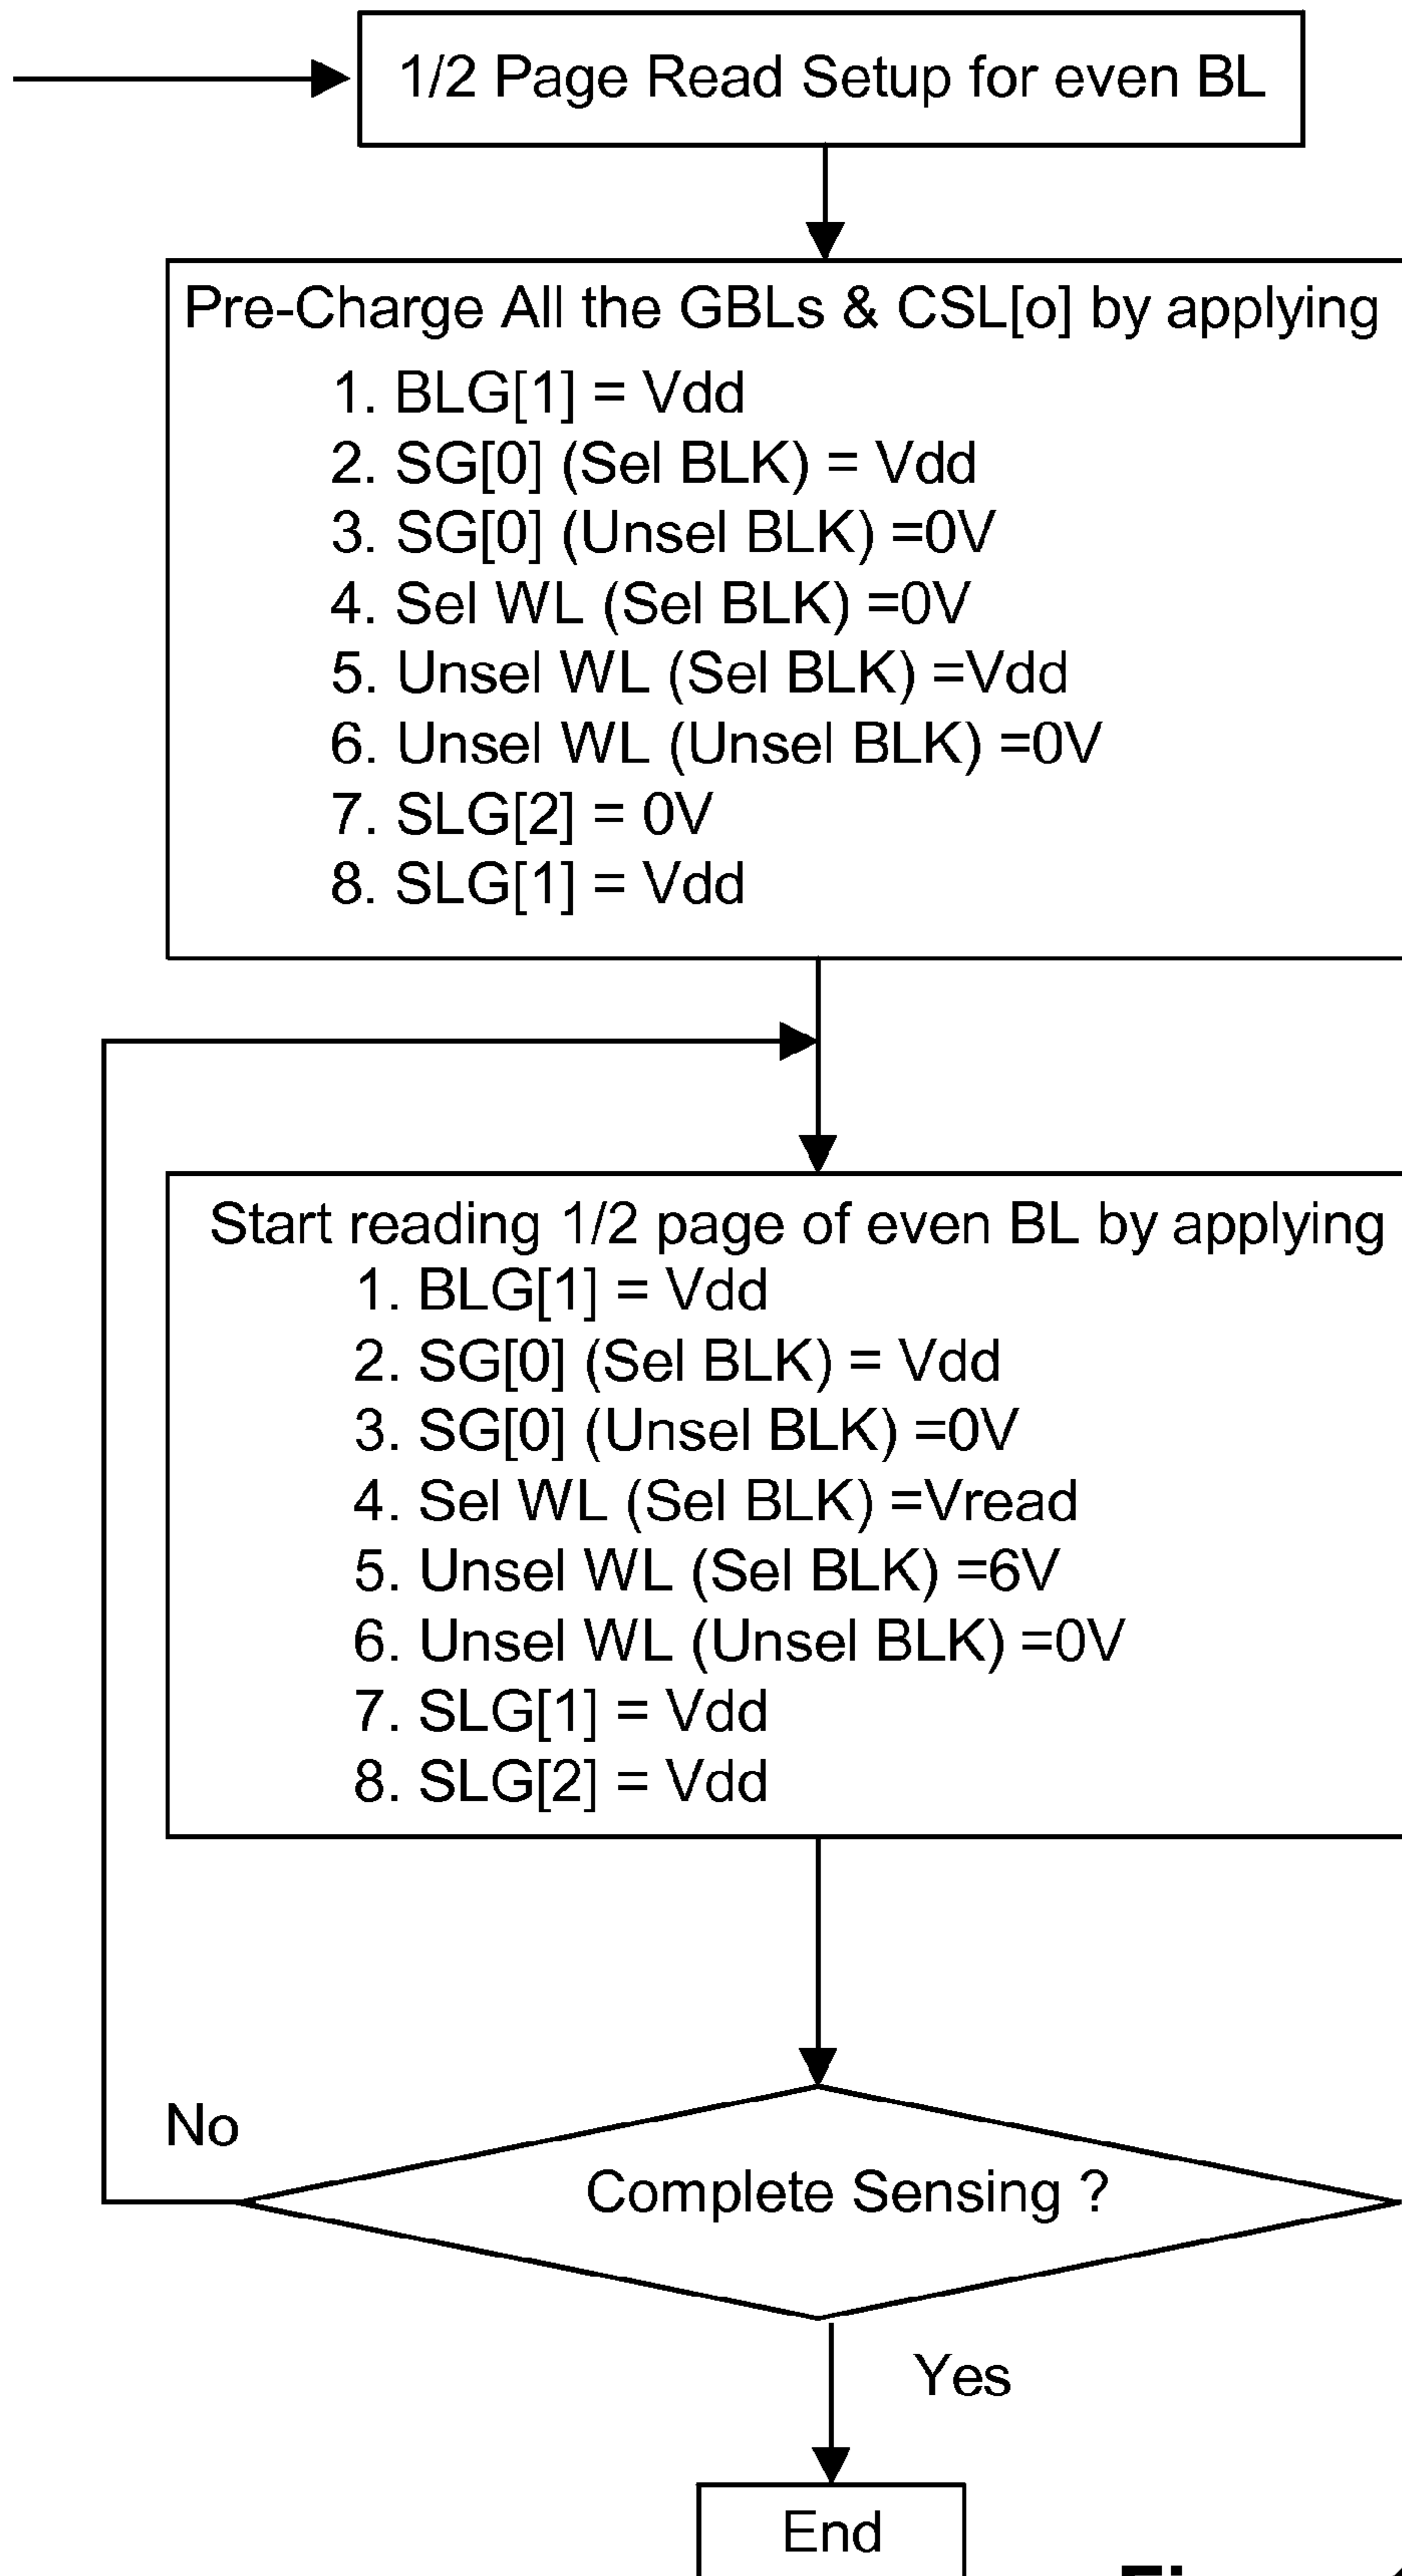 1/2 Page Read Setup for even BL
Pre-Charge All the GBLs & CSL[o] by applying
1. BLG[1] = Vdd
2. SG[0] (Sel BLK) = Vdd
3. SG[0] (Unsel BLK) =0V
4. Sel WL (Sel BLK) =0V
5. Unsel WL (Sel BLK) =Vdd
6. Unsel WL (Unsel BLK) =0V
7. SLG[2] = 0V
8. SLG[1] = Vdd
Start reading 1/2 page of even BL by applying
1. BLG[1] = Vdd
2. SG[0] (Sel BLK) = Vdd
3. SG[0] (Unsel BLK) =0V
4. Sel WL (Sel BLK) =Vread
5. Unsel WL (Sel BLK) =6V
6. Unsel WL (Unsel BLK) =0V
7. SLG[1] = Vdd
8. SLG[2] = Vdd
No
Complete Sensing ?
Yes
End